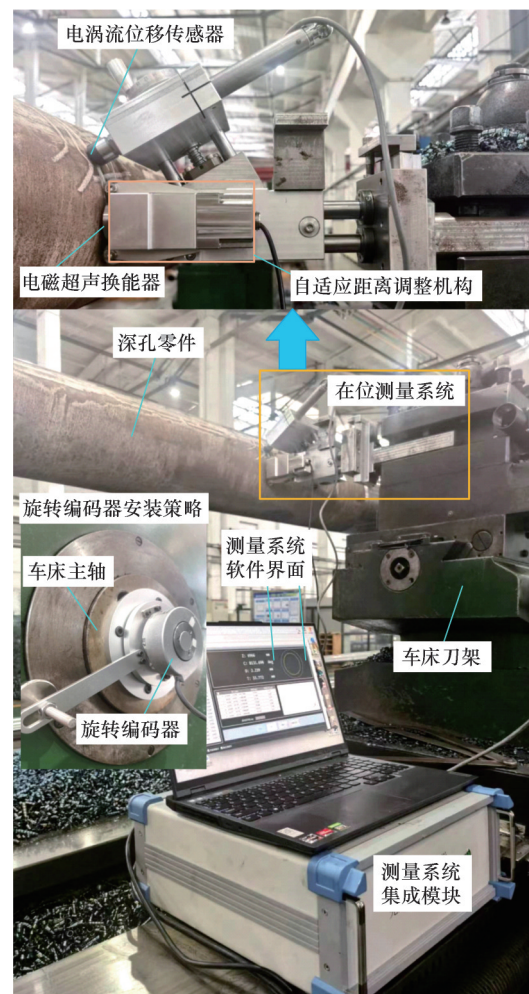 电涡流位移传感器
电磁超声换能器
自适应距离调整机构
深孔零件
在位测量系统
旋转编码器安装策略
测量系统
软件界面
车床主轴
车床刀架
旋转编码器
测量系统
集成模块